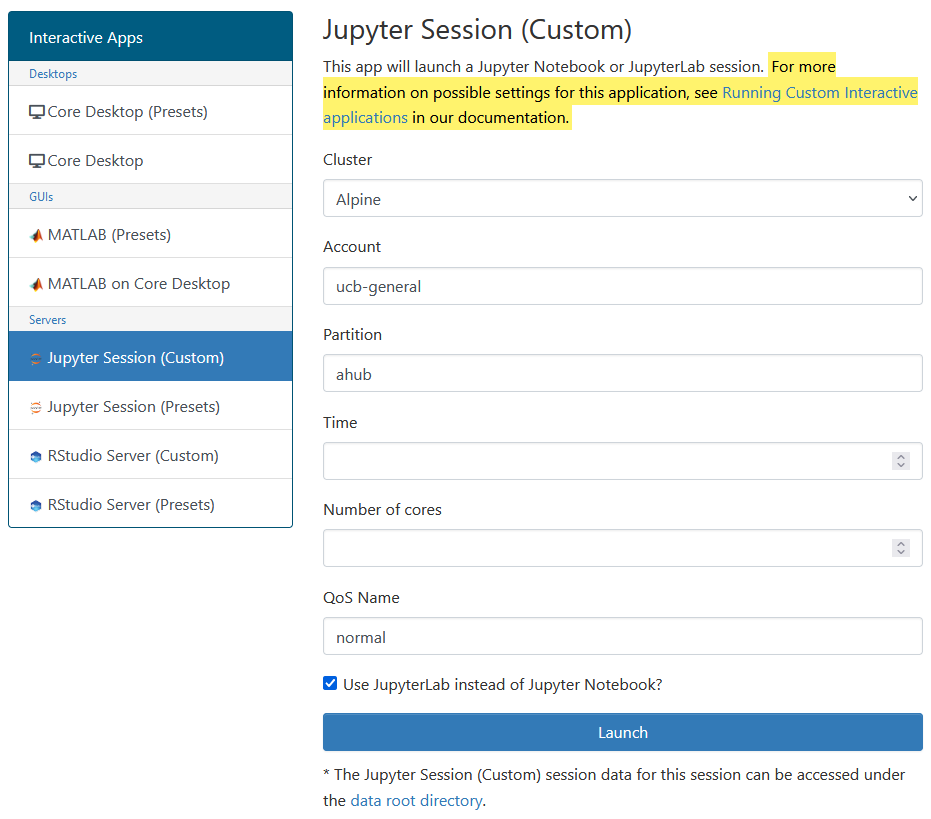 Interactive Apps
Desktops
Core Desktop (Presets)
Core Desktop
GUIs
MATLAB (Presets)
MATLAB on Core Desktop
Servers
Jupyter Session (Custom)
Jupyter Session (Presets)
RStudio Server (Custom)
RStudio Server (Presets)
Jupyter Session (Custom)
This app will launch a Jupyter Notebook or JupyterLab session. For more
information on possible settings for this application, see Running Custom Interactive
applications in our documentation.
Cluster
Alpine
Account
ucb-general
Partition
ahub
Time
Number of cores
QoS Name
normal
Use JupyterLab instead of Jupyter Notebook?
Launch
* The Jupyter Session (Custom) session data for this session can be accessed under
the data root directory.